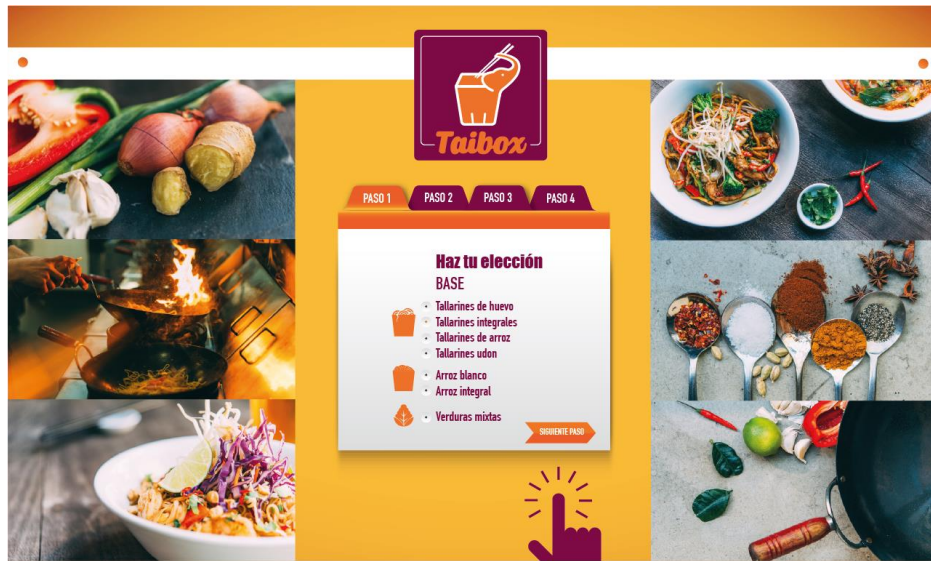 Taibox
PASO 1 PASO 2 PASO 3 PASO 4
Haz tu elección
BASE
Tallarines de huevo
Tallarines integrales
Tallarines de arroz
Tallarines udon
Arroz blanco
Arroz integral
Verduras mixtas
SIGUIENTE PASO